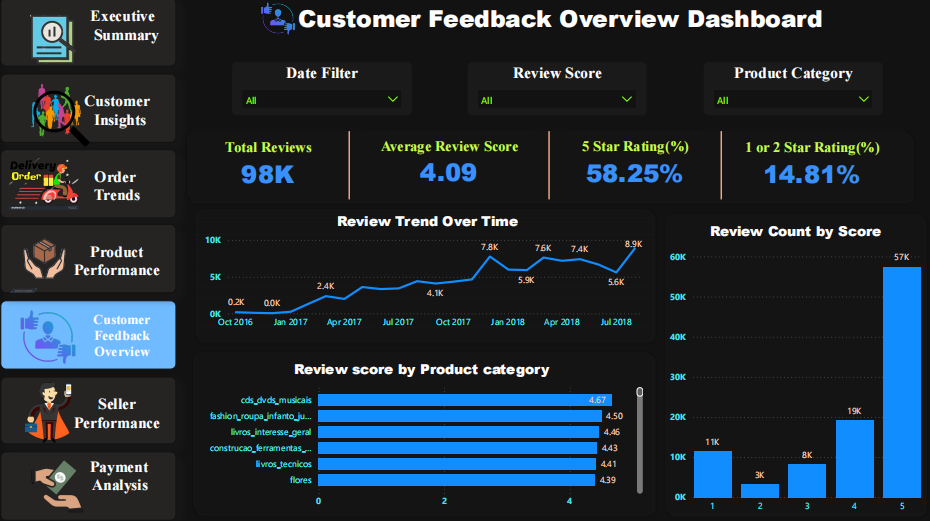 Executive
Summary
Customer
Insights
Delivery
Order
Order
Trends
Product
Performance
Customer
Feedback
Overview
Seller
Performance
Payment
Analysis
Customer Feedback Overview Dashboard
Date Filter
All
Review Score
All
Product Category
All
Total Reviews
98K
Average Review Score
4.09
5 Star Rating(%)
58.25%
1 or 2 Star Rating(%)
14.81%
Review Trend Over Time
10K
5K
0K
0.2K
0.0K
2.4K
4.1K
7.8K
5.9K
7.6K
7.4K
5.6K
8.9K
Oct 2016
Jan 2017
Apr 2017
Jul 2017
Oct 2017
Jan 2018
Apr 2018
Jul 2018
Review score by Product category
cds_dvds_musicais
4.67
fashion_roupa_infanto_ju...
4.50
livros_interesse_geral
4.46
construcao_ferramentas_...
4.43
livros_tecnicos
4.41
flores
4.39
0
2
4
Review Count by Score
60K
50K
40K
30K
20K
10K
0K
11K
3K
8K
19K
57K
1
2
3
4
5